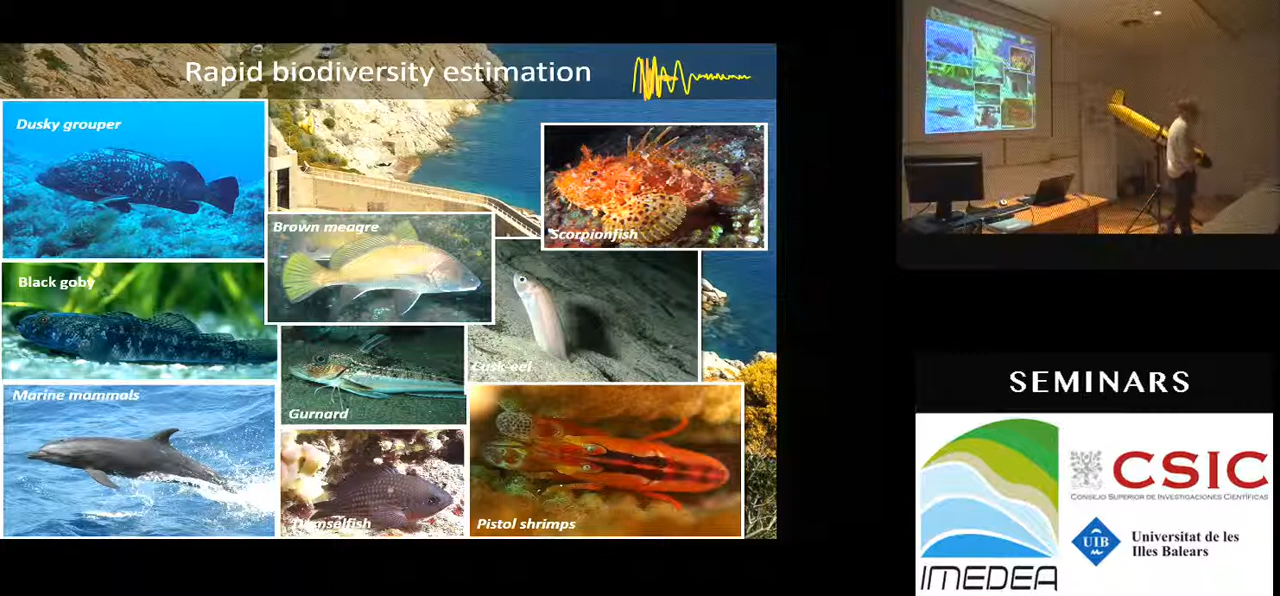 Rapid biodiversity estimation
Dusky grouper
Brown meagre
Scorpionfish
Black goby
Cusk-eel
Marine mammals
Gurnard
Damselfish
Pistol shrimps
SEMINARS
CSIC
CONSEJO SUPERIOR DE INVESTIGACIONES CIENTÍFICAS
UIB
Universitat de les
Illes Balears
IMEDEA